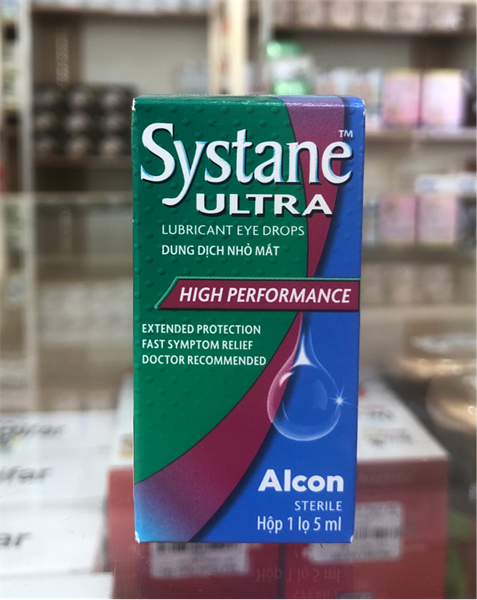 Systane™
ULTRA
LUBRICANT EYE DROPS
DUNG DỊCH NHỎ MẮT
HIGH PERFORMANCE
EXTENDED PROTECTION
FAST SYMPTOM RELIEF
DOCTOR RECOMMENDED
Alcon
STERILE
Hộp 1 lọ 5 ml